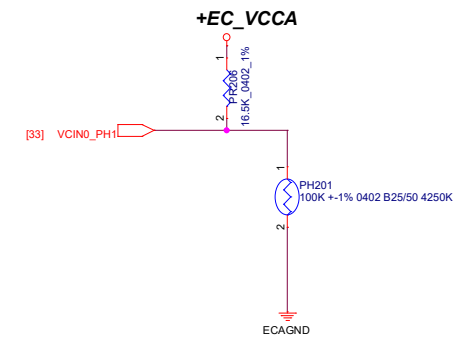 +EC_VCCA
1
PR206
16.5K_0402_1%
2
[33] VCIN0_PH1
1
PH201
100K +-1% 0402 B25/50 4250K
2
ECAGND